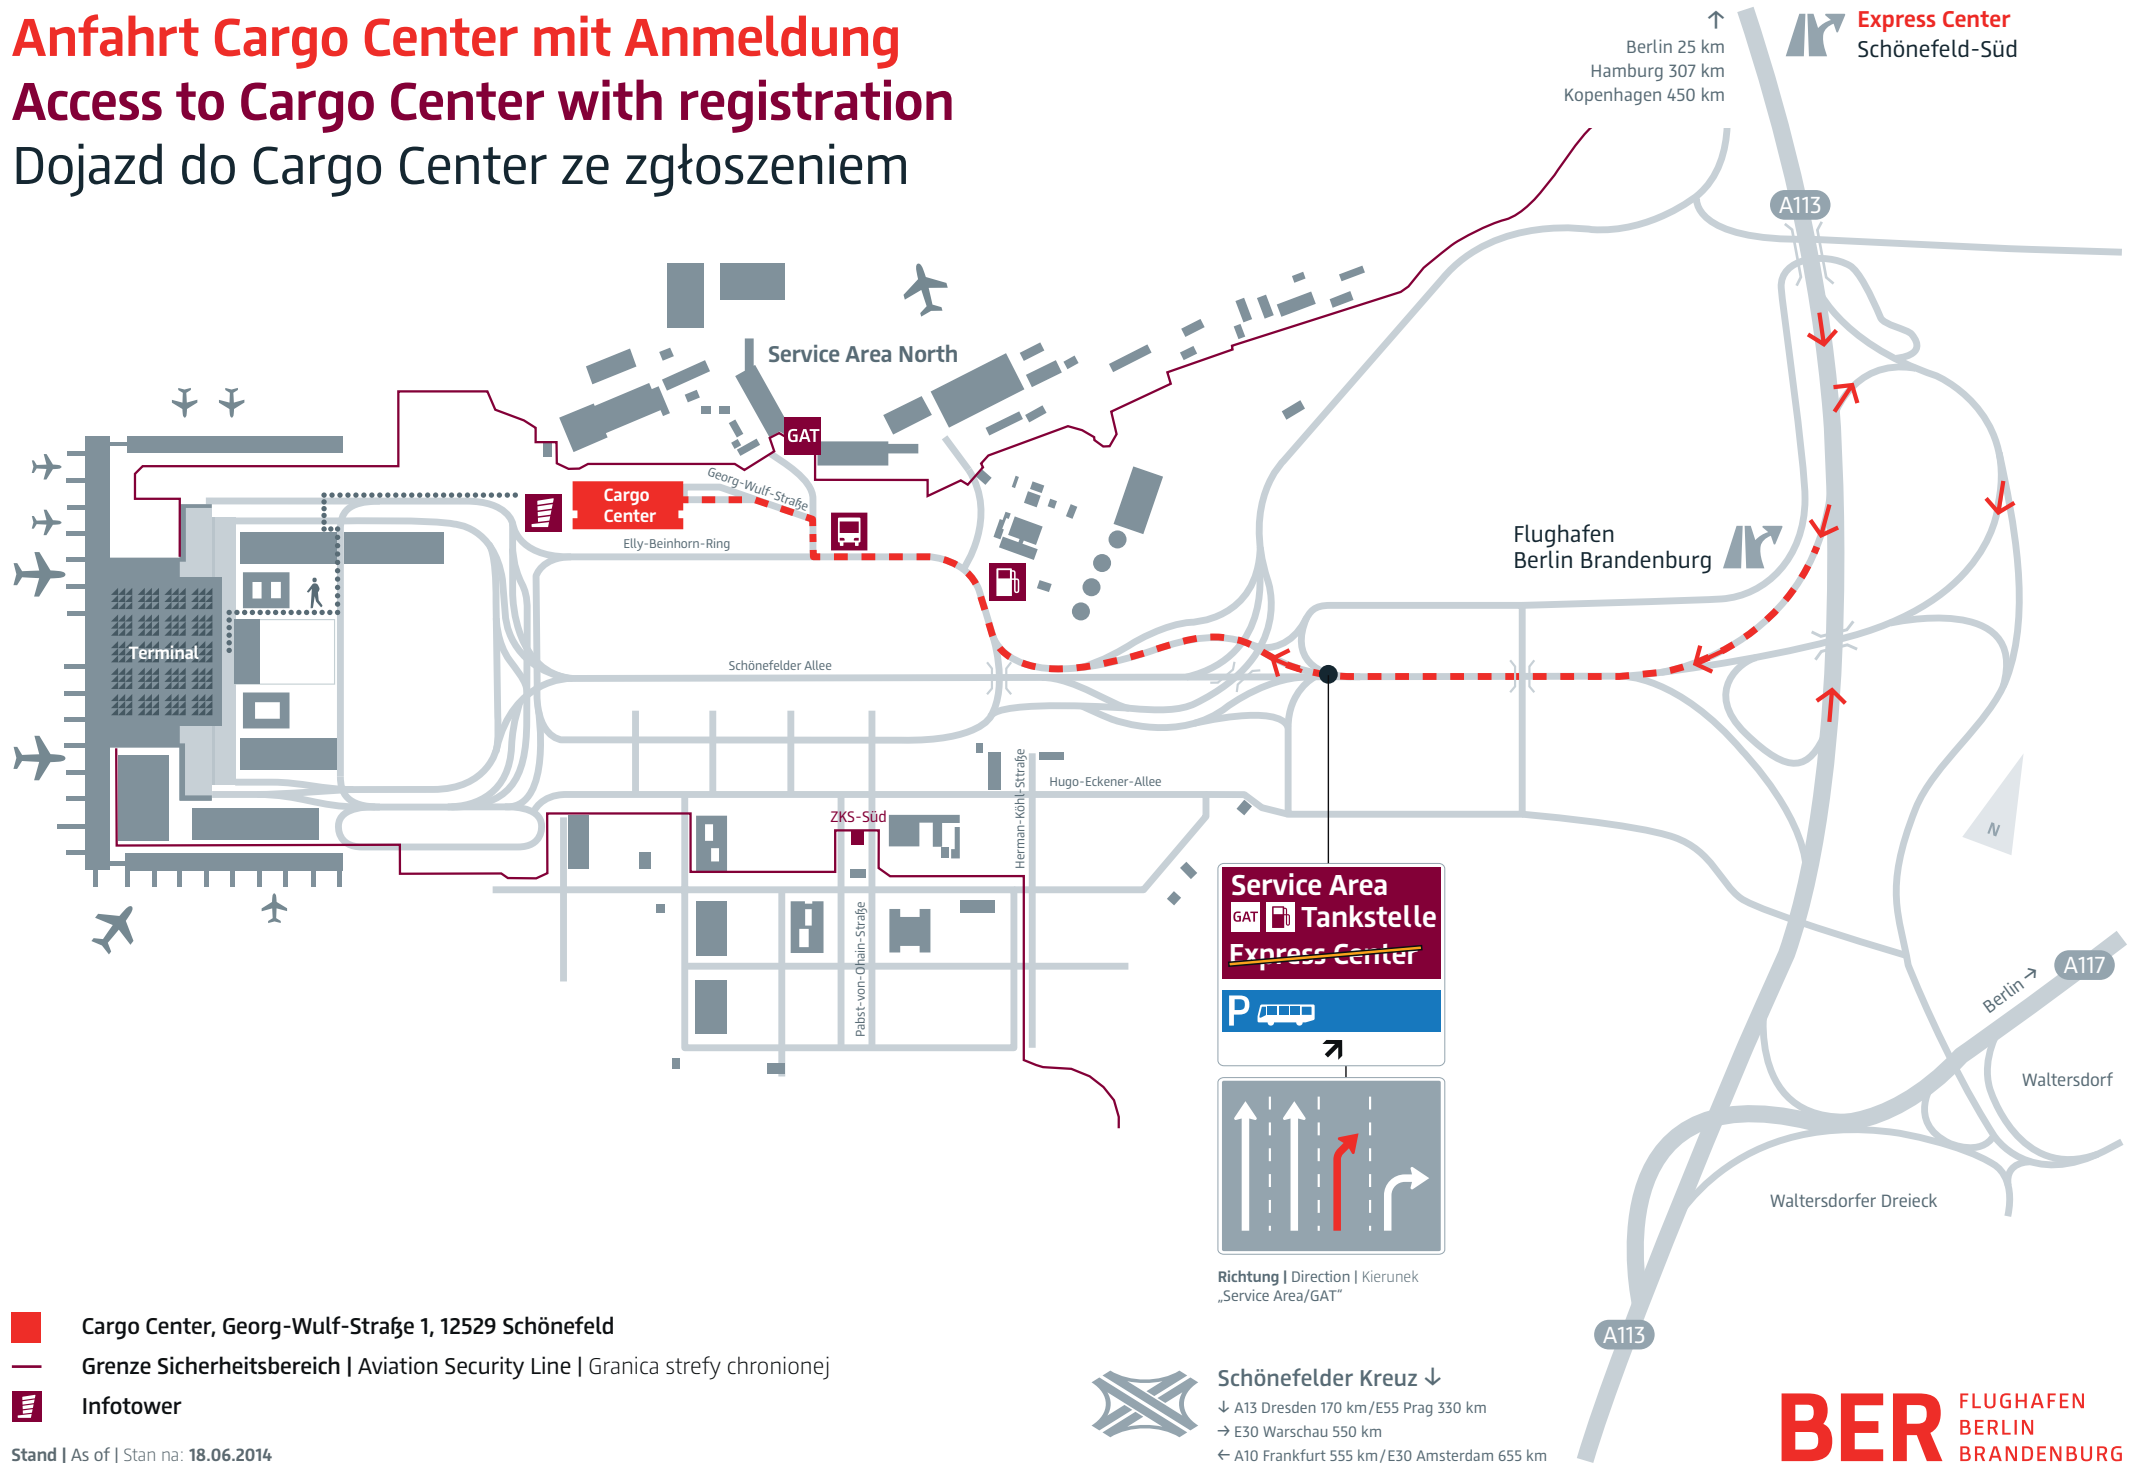 Anfahrt Cargo Center mit Anmeldung
Access to Cargo Center with registration
Dojazd do Cargo Center ze zgłoszeniem
Berlin 25 km
Hamburg 307 km
Kopenhagen 450 km
Express Center
Schönefeld-Süd
A113
Service Area North
GAT
Georg-Wulf-Straße
Cargo
Center
Elly-Beinhorn-Ring
Flughafen
Berlin Brandenburg
Terminal
Schönefelder Allee
Hugo-Eckener-Allee
Herman-Köhl-Sttraße
ZKS-Süd
Pabst-von-Ohain-Straße
N
Service Area
GAT Tankstelle
Express Center
P
A117
Berlin
Waltersdorf
Waltersdorfer Dreieck
Richtung | Direction | Kierunek
„Service Area/GAT“
A113
Cargo Center, Georg-Wulf-Straße 1, 12529 Schönefeld
Grenze Sicherheitsbereich | Aviation Security Line | Granica strefy chronionej
Infotower
Stand | As of | Stan na: 18.06.2014
Schönefelder Kreuz ↓
↓ A13 Dresden 170 km/E55 Prag 330 km
→ E30 Warschau 550 km
← A10 Frankfurt 555 km/E30 Amsterdam 655 km
BER
FLUGHAFEN
BERLIN
BRANDENBURG